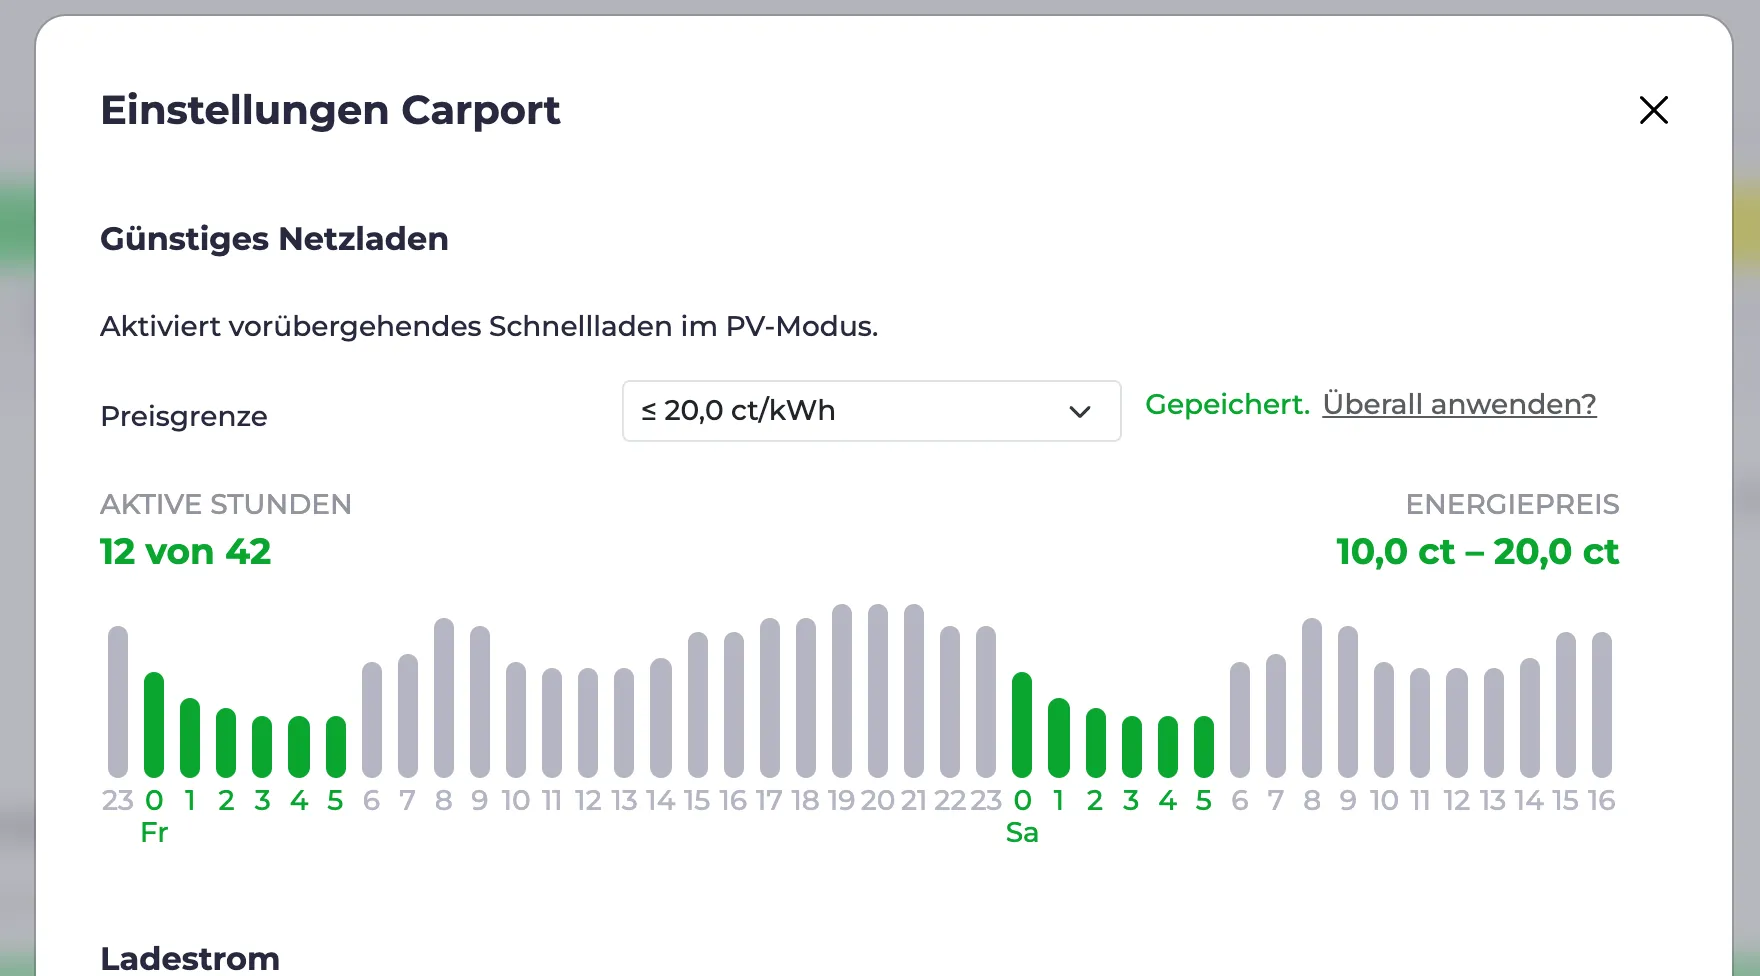 Einstellungen Carport
Günstiges Netzladen
Aktiviert vorübergehendes Schnellladen im PV-Modus.
Preisgrenze
≤ 20,0 ct/kWh
Gepeichert. Überall anwenden?
AKTIVE STUNDEN
12 von 42
ENERGIEPREIS
10,0 ct – 20,0 ct
23 0 1 2 3 4 5 6 7 8 9 10 11 12 13 14 15 16 17 18 19 20 21 22 23 0 1 2 3 4 5 6 7 8 9 10 11 12 13 14 15 16
Fr Sa
Ladestrom